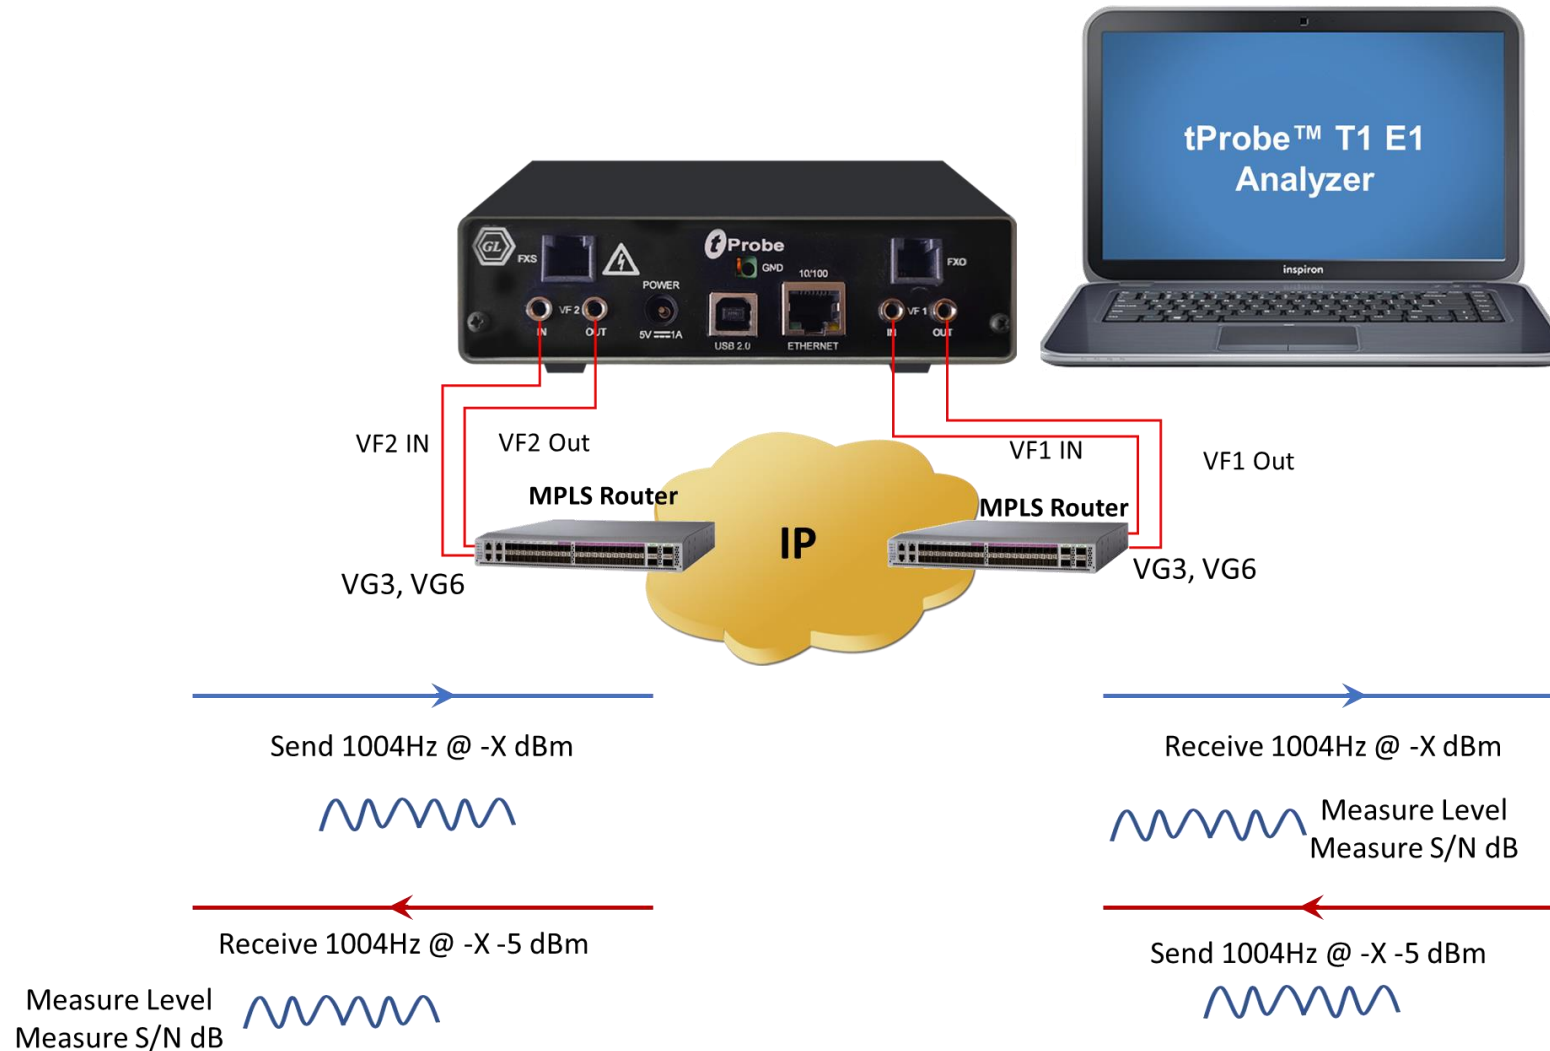 tProbe™ T1 E1
Analyzer
inspiron
GL
FXS
tProbe
GND
10/100
FXO
POWER
VF 2
VF 1
IN
OUT
5V 1A
USB 2.0
ETHERNET
IN
OUT
VF2 IN
VF2 Out
VF1 IN
VF1 Out
MPLS Router
MPLS Router
IP
VG3, VG6
VG3, VG6
Send 1004Hz @ -X dBm
Receive 1004Hz @ -X dBm
Measure Level
Measure S/N dB
Receive 1004Hz @ -X -5 dBm
Send 1004Hz @ -X -5 dBm
Measure Level
Measure S/N dB